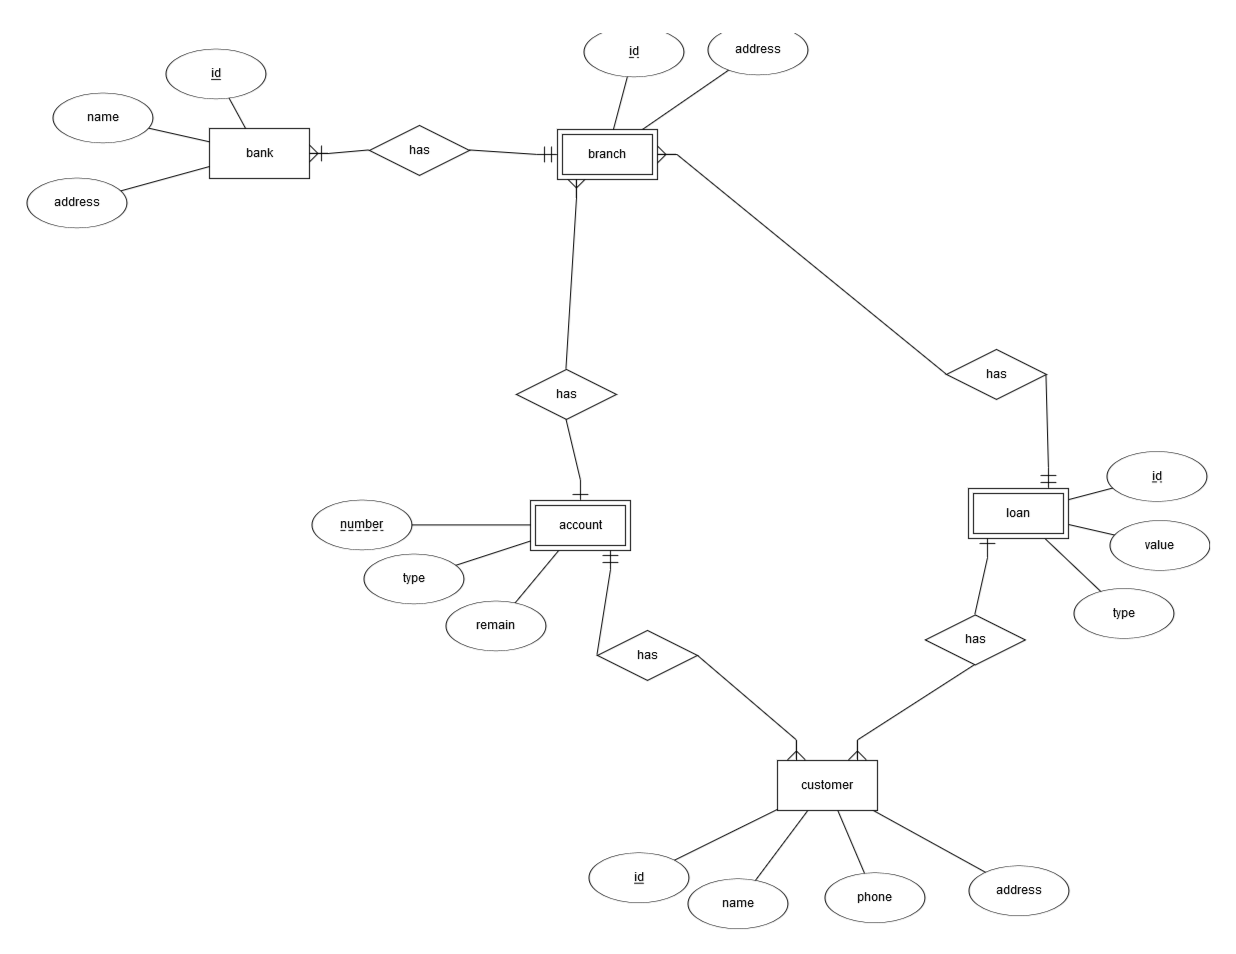 id
address
id
name
bank
has
branch
address
has
has
id
number
account
loan
value
type
type
remain
has
has
customer
id
name
phone
address